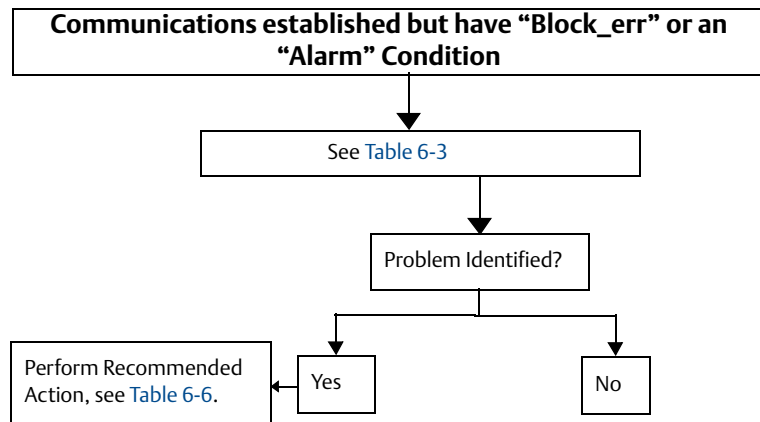 Communications established but have “Block_err” or an
“Alarm” Condition
See Table 6-3
Problem Identified?
Perform Recommended
Action, see Table 6-6.
Yes
No